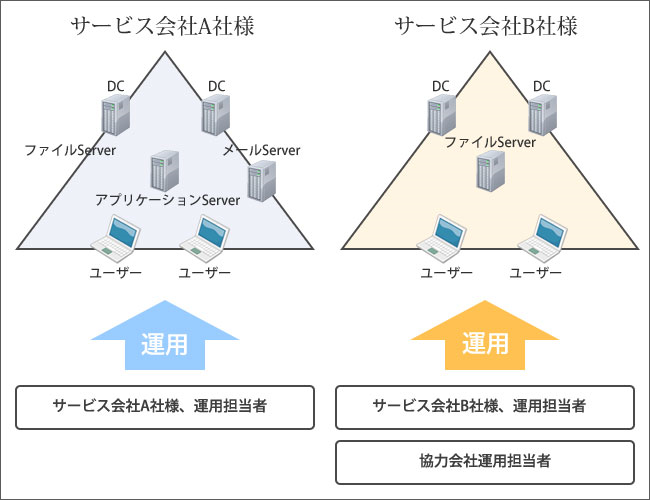 サービス会社A社様
DC
DC
ファイルServer
メールServer
アプリケーションServer
ユーザー
ユーザー
運用
サービス会社A社様、運用担当者
サービス会社B社様
DC
DC
ファイルServer
ユーザー
ユーザー
運用
サービス会社B社様、運用担当者
協力会社運用担当者